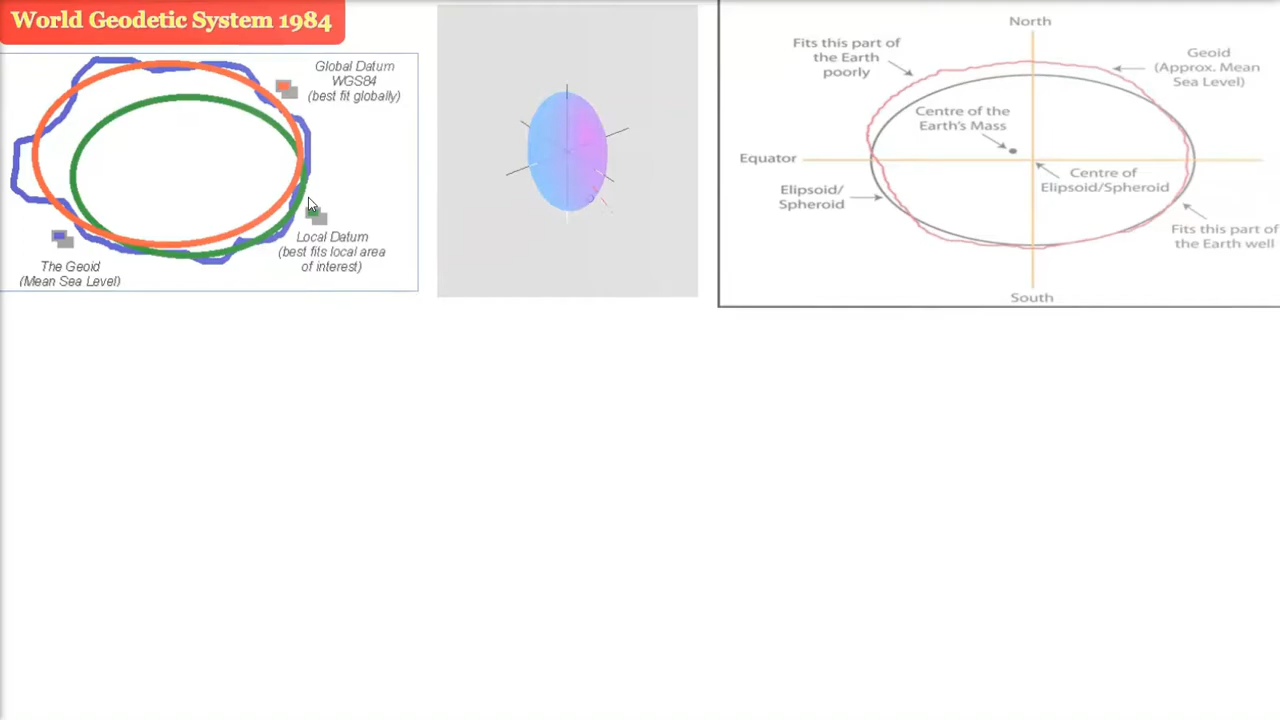 World Geodetic System 1984
Global Datum
WGS84
(best fit globally)
Local Datum
(best fits local area
of interest)
The Geoid
(Mean Sea Level)
North
Fits this part of
the Earth
poorly
Geoid
(Approx. Mean
Sea Level)
Centre of the
Earth's Mass
Equator
Centre of
Elipsoid/Spheroid
Elipsoid/
Spheroid
Fits this part of
the Earth well
South